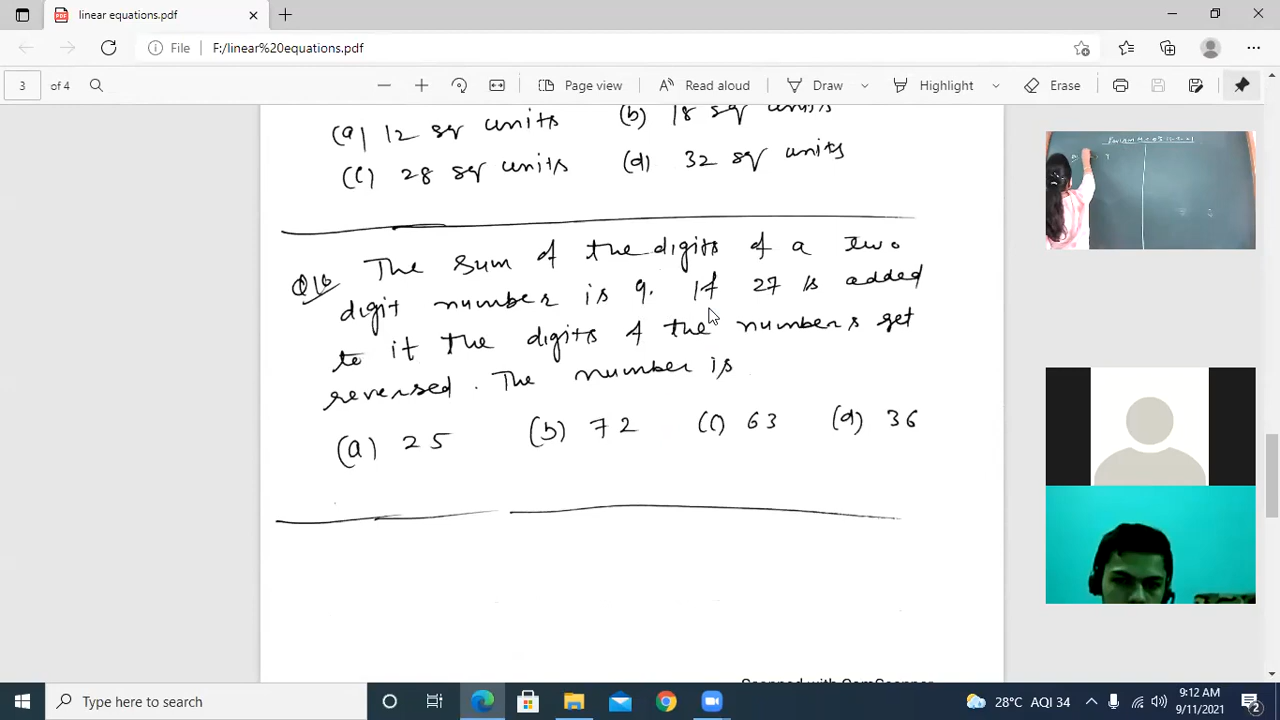 linear equations.pdf
File F:/linear%20equations.pdf
3 of 4 Page view Read aloud Draw Highlight Erase
(a) 12 sq units (b) 18 sq units
(c) 28 sq units (d) 32 sq units
Q16 The sum of the digits of a two
digit number is 9. If 27 is added
to it the digits of the numbers get
reversed. The number is
(a) 25 (b) 72 (c) 63 (d) 36
Type here to search
28°C AQI 34
9:12 AM
9/11/2021
2